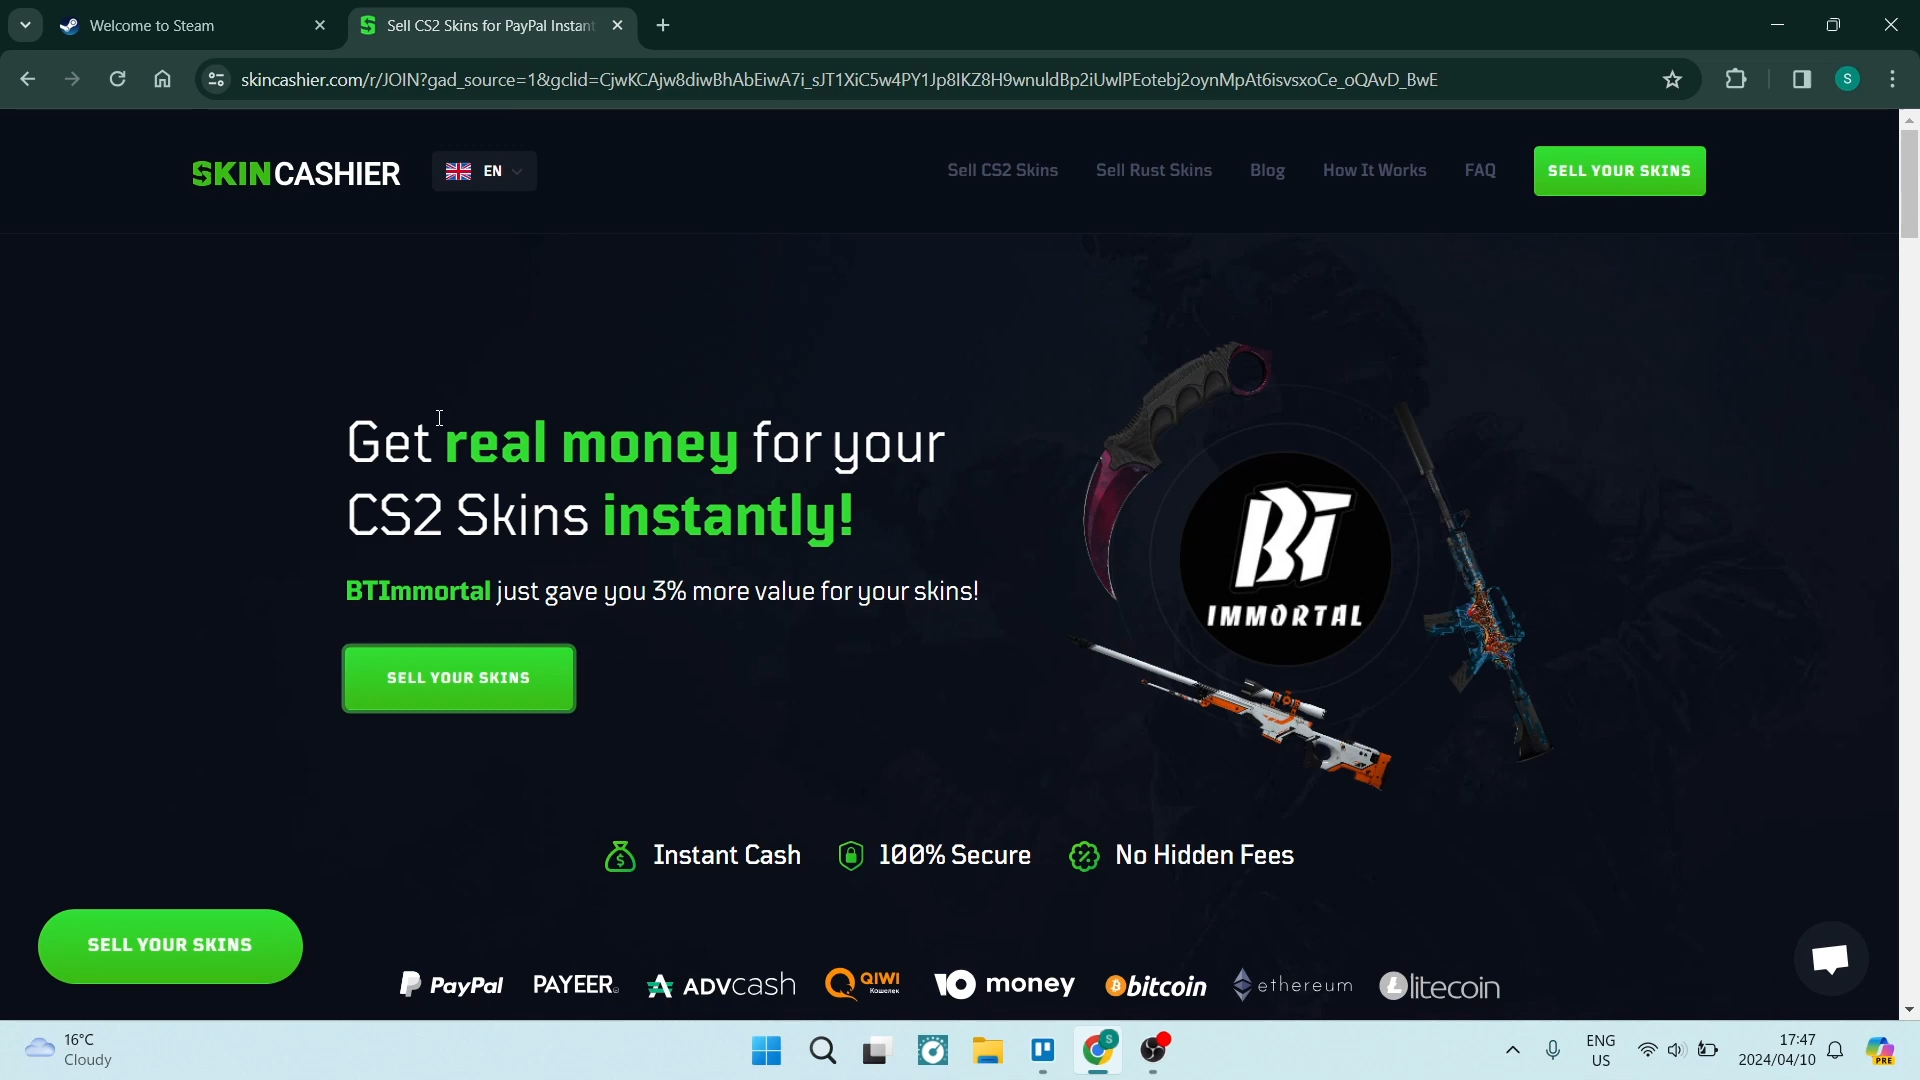 Welcome to Steam
Sell CS2 Skins for PayPal Instant
skincashier.com/r/JOIN?gad_source=1&gclid=CjwKCAjw8diwBhAbEiwA7i_sJT1XiC5w4PY1Jp8IKZ8H9wnuldBp2iUwlPEotebj2oynMpAt6isvsxoCe_oQAvD_BwE
S
SKINCASHIER
EN
Sell CS2 Skins
Sell Rust Skins
Blog
How It Works
FAQ
SELL YOUR SKINS
Get real money for your
CS2 Skins instantly!
BTImmortal just gave you 3% more value for your skins!
SELL YOUR SKINS
BT
IMMORTAL
Instant Cash
100% Secure
No Hidden Fees
SELL YOUR SKINS
PayPal
PAYEER
ADVcash
QIWI
Кошелек
money
bitcoin
ethereum
litecoin
16°C
Cloudy
S
ENG
US
17:47
2024/04/10
PRE